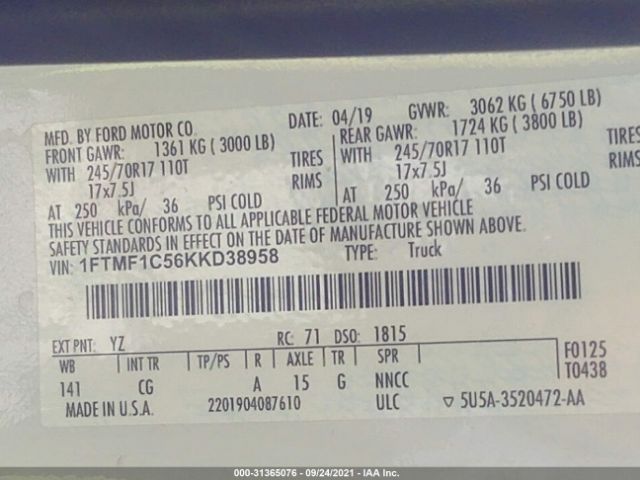 MFD. BY FORD MOTOR CO. DATE: 04/19 GVWR: 3062 KG ( 6750 LB)
FRONT GAWR: 1361 KG ( 3000 LB) REAR GAWR: 1724 KG ( 3800 LB)
WITH 245/70R17 110T TIRES WITH 245/70R17 110T TIRES
17x7.5J RIMS 17x7.5J RIMS
AT 250 kPa/ 36 PSI COLD AT 250 kPa/ 36 PSI COLD
THIS VEHICLE CONFORMS TO ALL APPLICABLE FEDERAL MOTOR VEHICLE
SAFETY STANDARDS IN EFFECT ON THE DATE OF MANUFACTURE SHOWN ABOVE.
VIN: 1FTMF1C56KKD38958 TYPE: Truck
EXT PNT: YZ RC: 71 DSO: 1815
WB INT TR TP/PS R AXLE TR SPR F0125
141 CG A 15 G NNCC T0438
MADE IN U.S.A. 2201904087610 ULC ▽ 5U5A-3520472-AA
000-31365076 - 09/24/2021 - IAA Inc.